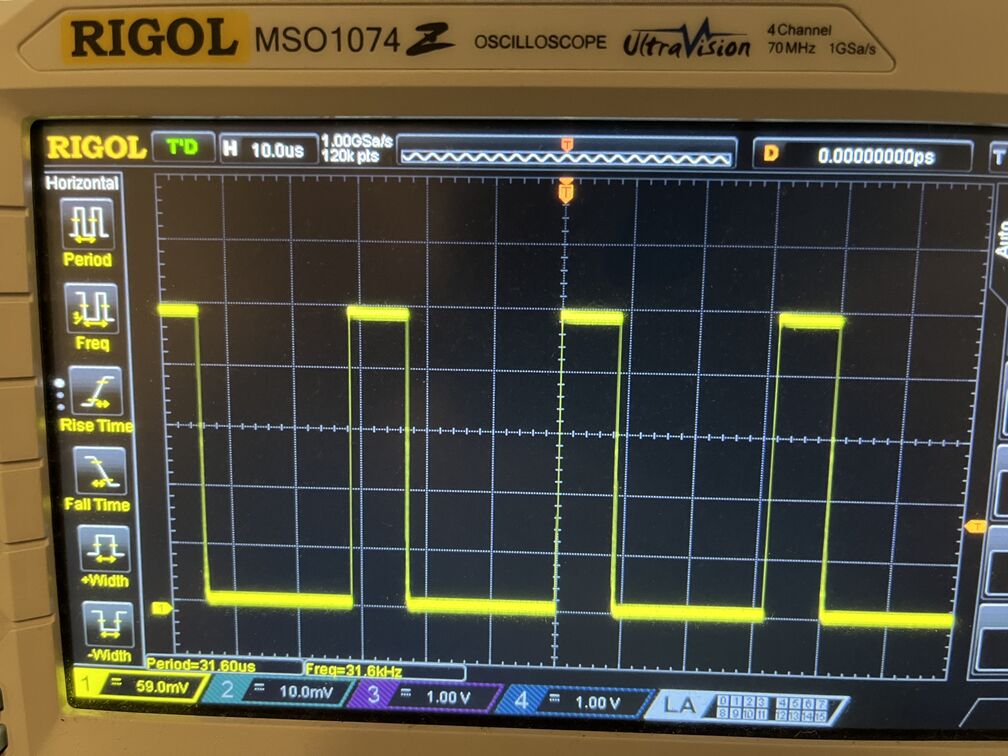 RIGOL MSO1074Z OSCILLOSCOPE UltraVision 4 Channel
70 MHz 1GSa/s
RIGOL T'D H 10.0us 1.00GSa/s
120k pts
T
D 0.00000000ps T
Horizontal
T
Period
Auto
Freq
Rise Time
Fall Time
T
+Width
1
-Width
Period=31.60us Freq=31.6kHz
1 = 59.0mV 2 = 10.0mV 3 = 1.00 V 4 = 1.00 V LA 0 1 2 3 4 5 6 7
8 9 10 11 12 13 14 15